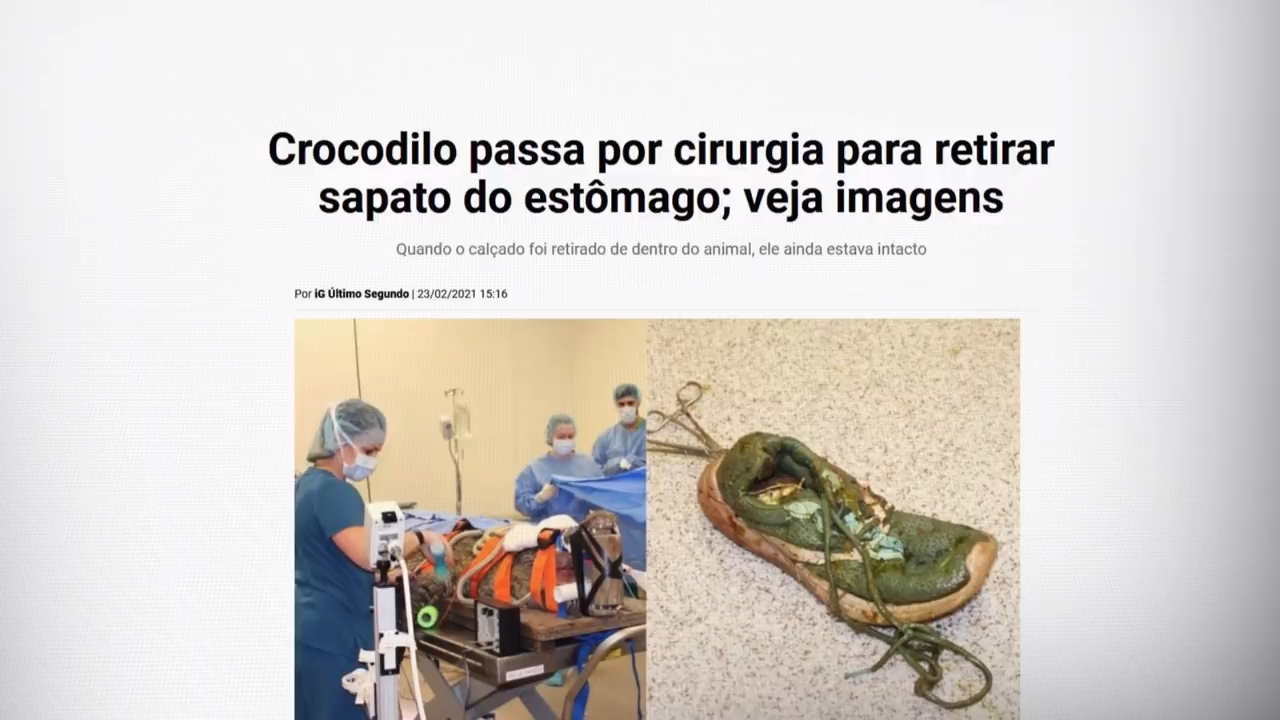 Crocodilo passa por cirurgia para retirar
sapato do estômago; veja imagens
Quando o calçado foi retirado de dentro do animal, ele ainda estava intacto
Por iG Último Segundo | 23/02/2021 15:16